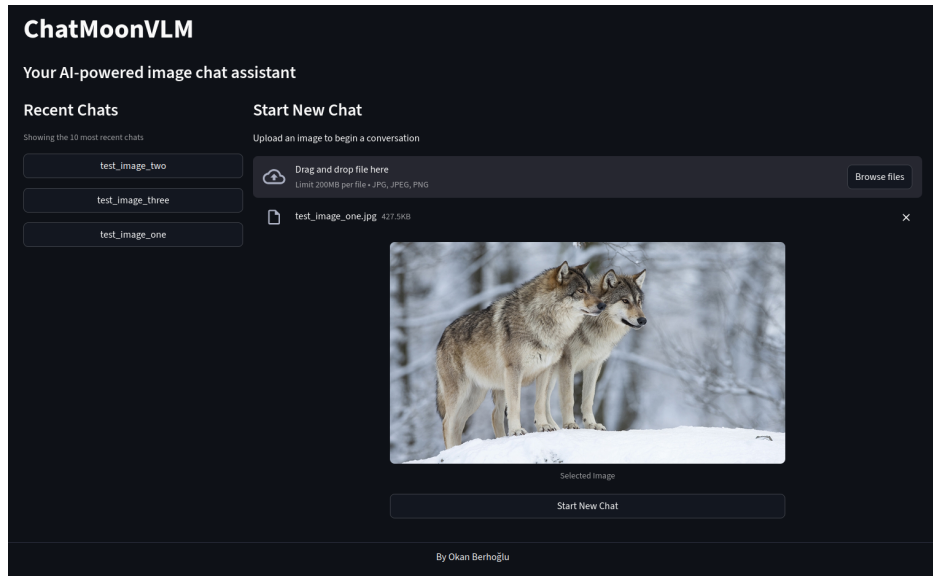 ChatMoonVLM
Your AI-powered image chat assistant
Recent Chats
Showing the 10 most recent chats
test_image_two
test_image_three
test_image_one
Start New Chat
Upload an image to begin a conversation
Drag and drop file here
Limit 200MB per file • JPG, JPEG, PNG
Browse files
test_image_one.jpg 427.5KB
Selected Image
Start New Chat
By Okan Berhoğlu